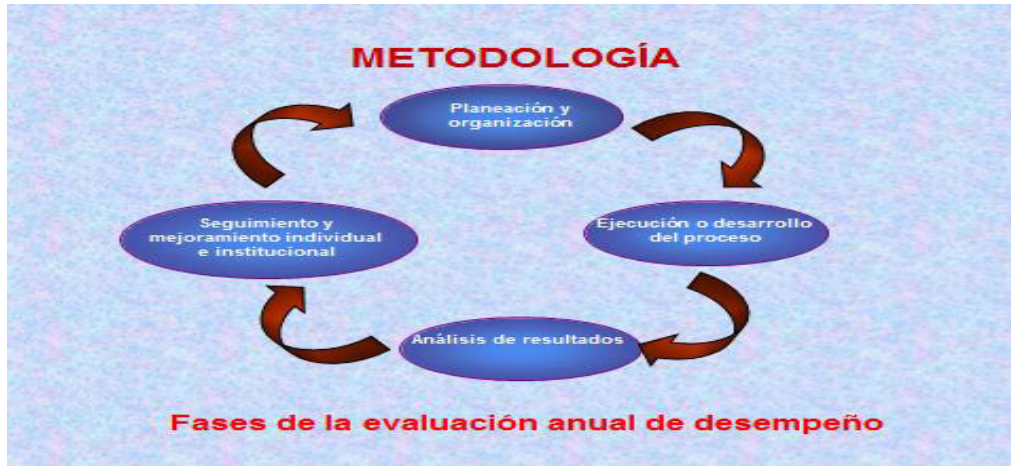 METODOLOGÍA
Planeación y
organización
Ejecución o desarrollo
del proceso
Análisis de resultados
Seguimiento y
mejoramiento individual
e institucional
Fases de la evaluación anual de desempeño